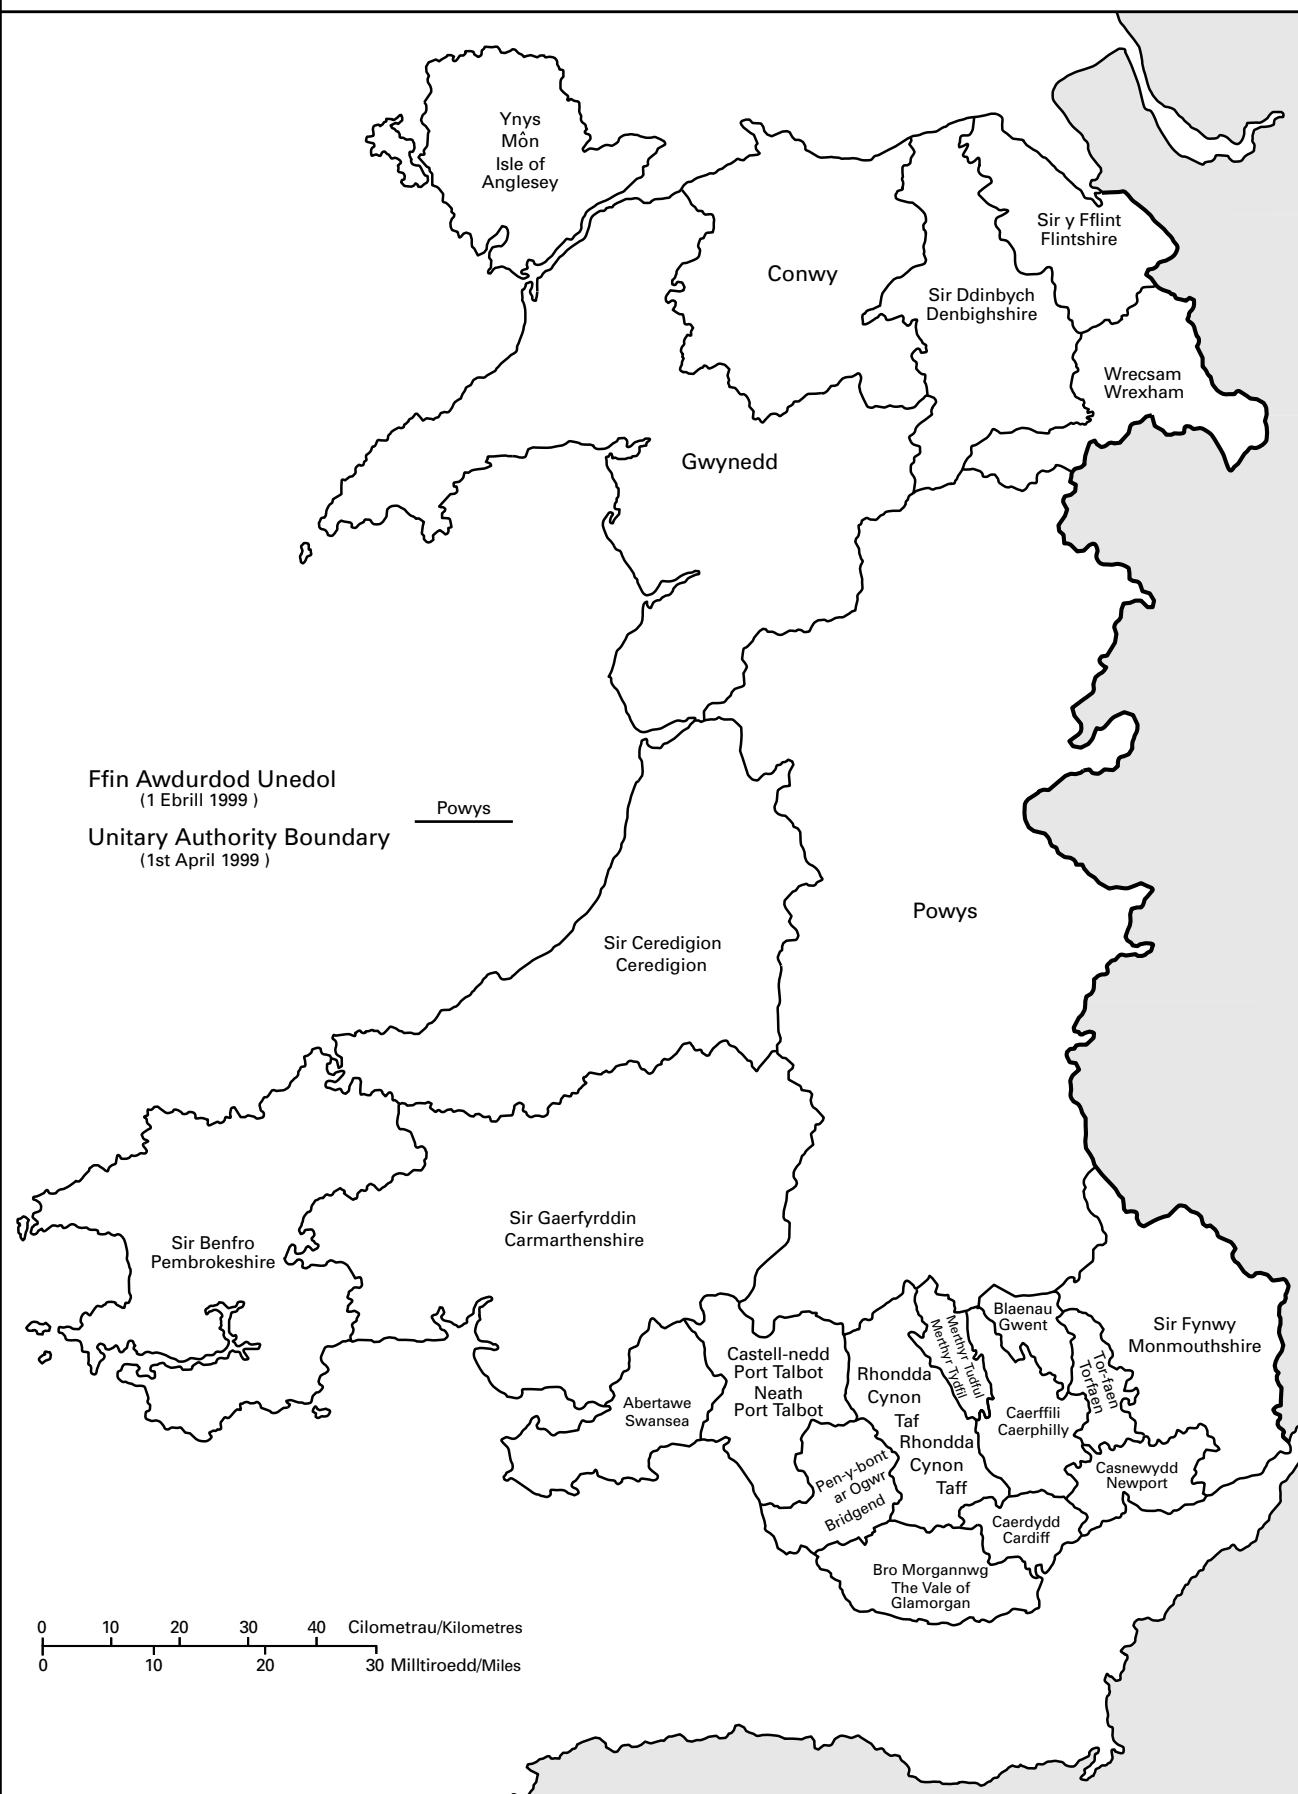 Ynys
Môn
Isle of
Anglesey
Sir y Fflint
Flintshire
Conwy
Sir Ddinbych
Denbighshire
Wrecsam
Wrexham
Gwynedd
Ffin Awdurdod Unedol
(1 Ebrill 1999 )
Powys
Unitary Authority Boundary
(1st April 1999 )
Powys
Sir Ceredigion
Ceredigion
Sir Gaerfyrddin
Carmarthenshire
Sir Benfro
Pembrokeshire
Blaenau
Gwent
Sir Fynwy
Monmouthshire
Merthyr Tudful
Merthyr Tydfil
Tor-faen
Torfaen
Castell-nedd
Port Talbot
Neath
Port Talbot
Rhondda
Cynon
Taf
Rhondda
Cynon
Taff
Abertawe
Swansea
Caerffili
Caerphilly
Pen-y-bont
ar Ogwr
Bridgend
Casnewydd
Newport
Caerdydd
Cardiff
Bro Morgannwg
The Vale of
Glamorgan
0 10 20 30 40 Cilometrau/Kilometres
0 10 20 30 Milltiroedd/Miles